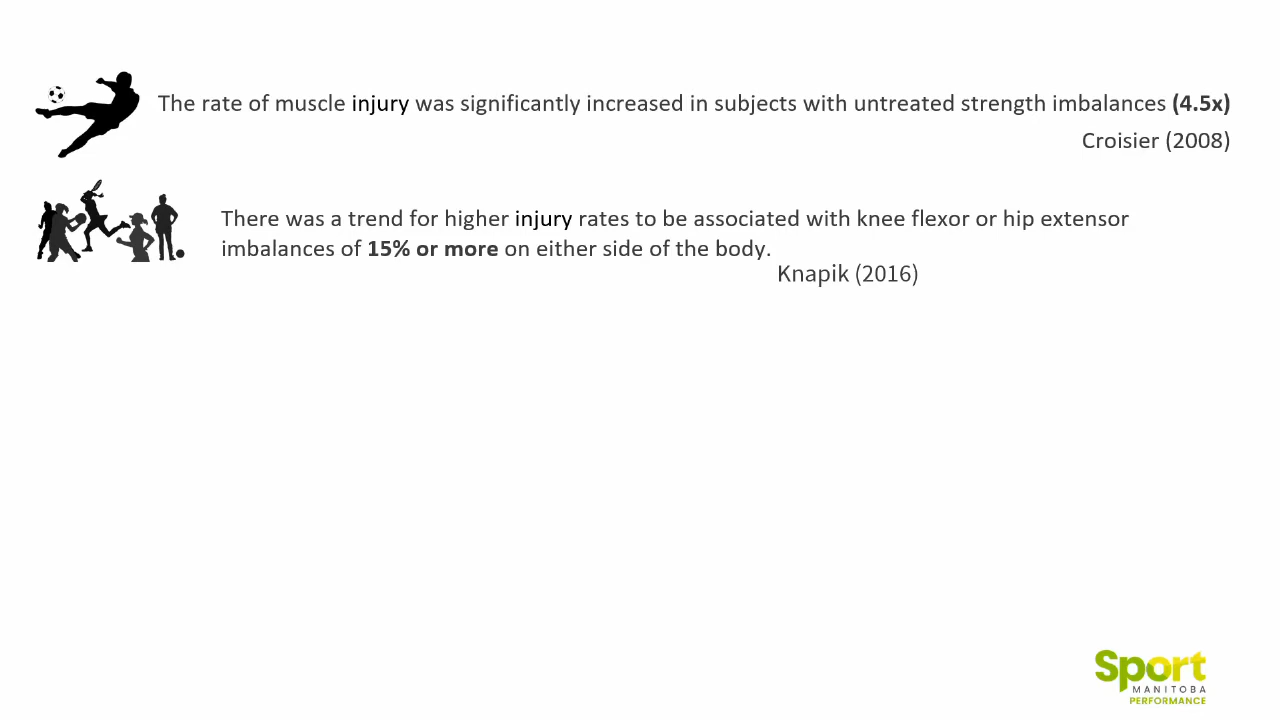 The rate of muscle injury was significantly increased in subjects with untreated strength imbalances (4.5x)
Croisier (2008)
There was a trend for higher injury rates to be associated with knee flexor or hip extensor
imbalances of 15% or more on either side of the body.
Knapik (2016)
Sport
MANITOBA
PERFORMANCE